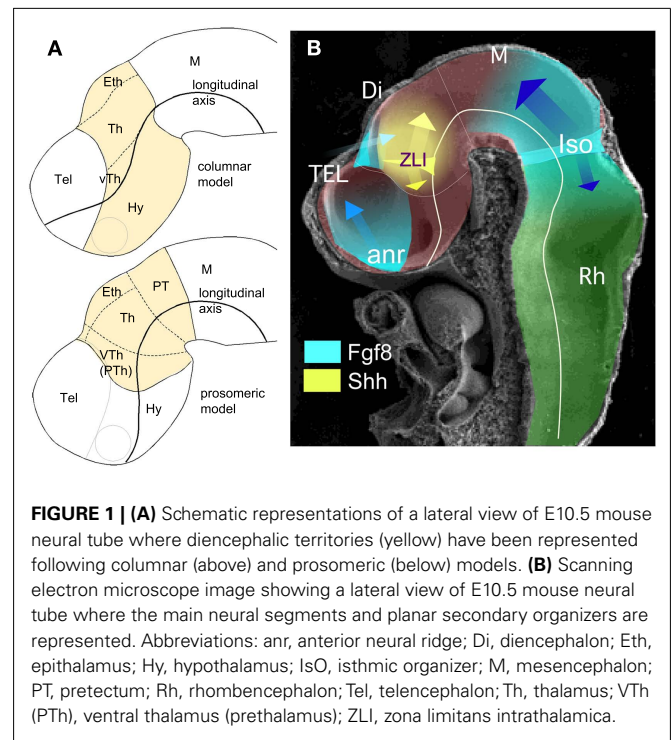 A
Eth
M
longitudinal
axis
Th
Tel
vTh
columnar
model
Hy
PT
M
Eth
longitudinal
axis
Th
VTh
(PTh)
Tel
Hy
prosomeric
model
B
M
Di
Iso
ZLI
TEL
anr
Rh
Fgf8
Shh
FIGURE 1 | (A) Schematic representations of a lateral view of E10.5 mouse
neural tube where diencephalic territories (yellow) have been represented
following columnar (above) and prosomeric (below) models. (B) Scanning
electron microscope image showing a lateral view of E10.5 mouse neural
tube where the main neural segments and planar secondary organizers are
represented. Abbreviations: anr, anterior neural ridge; Di, diencephalon; Eth,
epithalamus; Hy, hypothalamus; IsO, isthmic organizer; M, mesencephalon;
PT, pretectum; Rh, rhombencephalon; Tel, telencephalon; Th, thalamus; VTh
(PTh), ventral thalamus (prethalamus); ZLI, zona limitans intrathalamica.